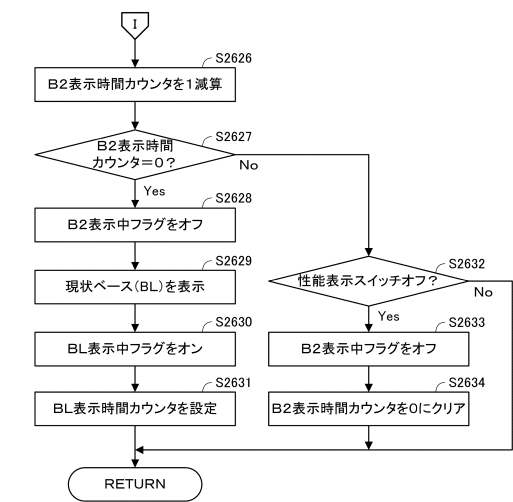 I
S2626
B2表示時間カウンタを1減算
S2627
B2表示時間
カウンタ=0?
No
Yes
S2628
B2表示中フラグをオフ
S2629
現状ベース(BL)を表示
S2632
性能表示スイッチオフ?
No
Yes
S2630
BL表示中フラグをオン
S2633
B2表示中フラグをオフ
S2631
BL表示時間カウンタを設定
S2634
B2表示時間カウンタを0にクリア
RETURN